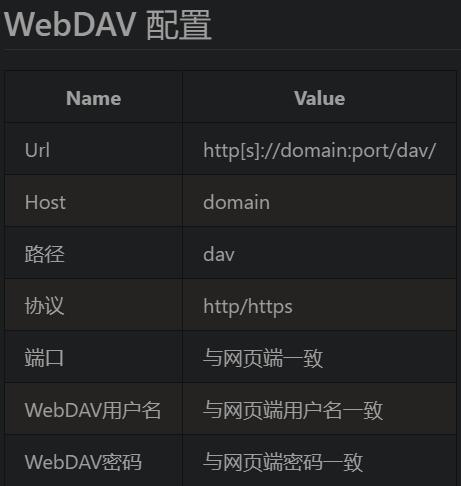 WebDAV 配置
Name Value
Url http[s]://domain:port/dav/
Host domain
路径 dav
协议 http/https
端口 与网页端一致
WebDAV用户名 与网页端用户名一致
WebDAV密码 与网页端密码一致